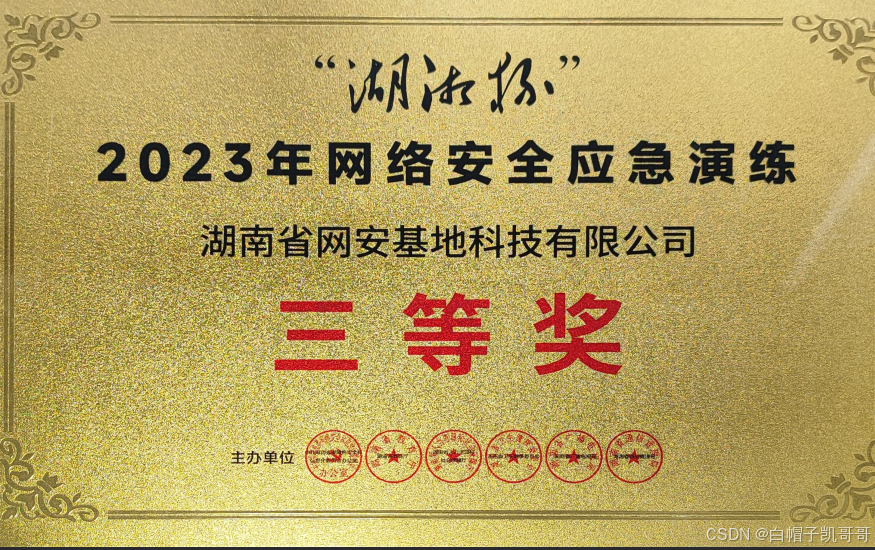 “湖湘杯”
2023年网络安全应急演练
湖南省网安基地科技有限公司
三等奖
主办单位
CSDN @白帽子凯哥哥